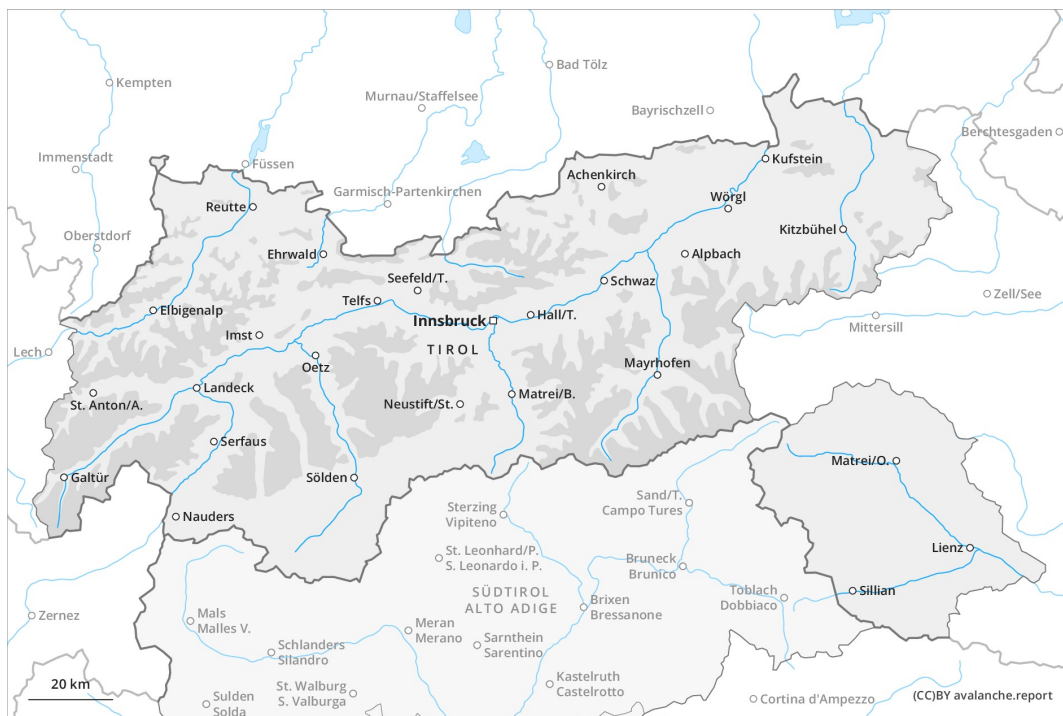 Kempten
Bad Tölz
Murnau/Staffelsee
Bayrischzell
Berchtesgaden
Immenstadt
Füssen
Kufstein
Garmisch-Partenkirchen
Achenkirch
Reutte
Wörgl
Oberstdorf
Kitzbühel
Ehrwald
Alpbach
Seefeld/T.
Schwaz
Zell/See
Telfs
Elbigenalp
Innsbruck
Hall/T.
Mittersill
Imst
TIROL
Lech
Oetz
Mayrhofen
Landeck
St. Anton/A.
Neustift/St.
Matrei/B.
Serfaus
Matrei/O.
Galtür
Sölden
Sand/T.
Campo Tures
Nauders
Sterzing
Vipiteno
Lienz
St. Leonhard/P.
S. Leonardo i. P.
Bruneck
Brunico
SÜDTIROL
ALTO ADIGE
Toblach
Dobbiaco
Sillian
Zernez
Mals
Malles V.
Brixen
Bressanone
Meran
Merano
Sarnthein
Sarentino
Schlanders
Silandro
20 km
St. Walburg
S. Valburga
Kastelruth
Castelrotto
Sulden
Solda
Cortina d'Ampezzo
(CC)BY avalanche.report